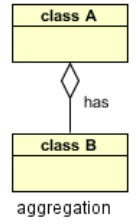 class A
has
class B
aggregation